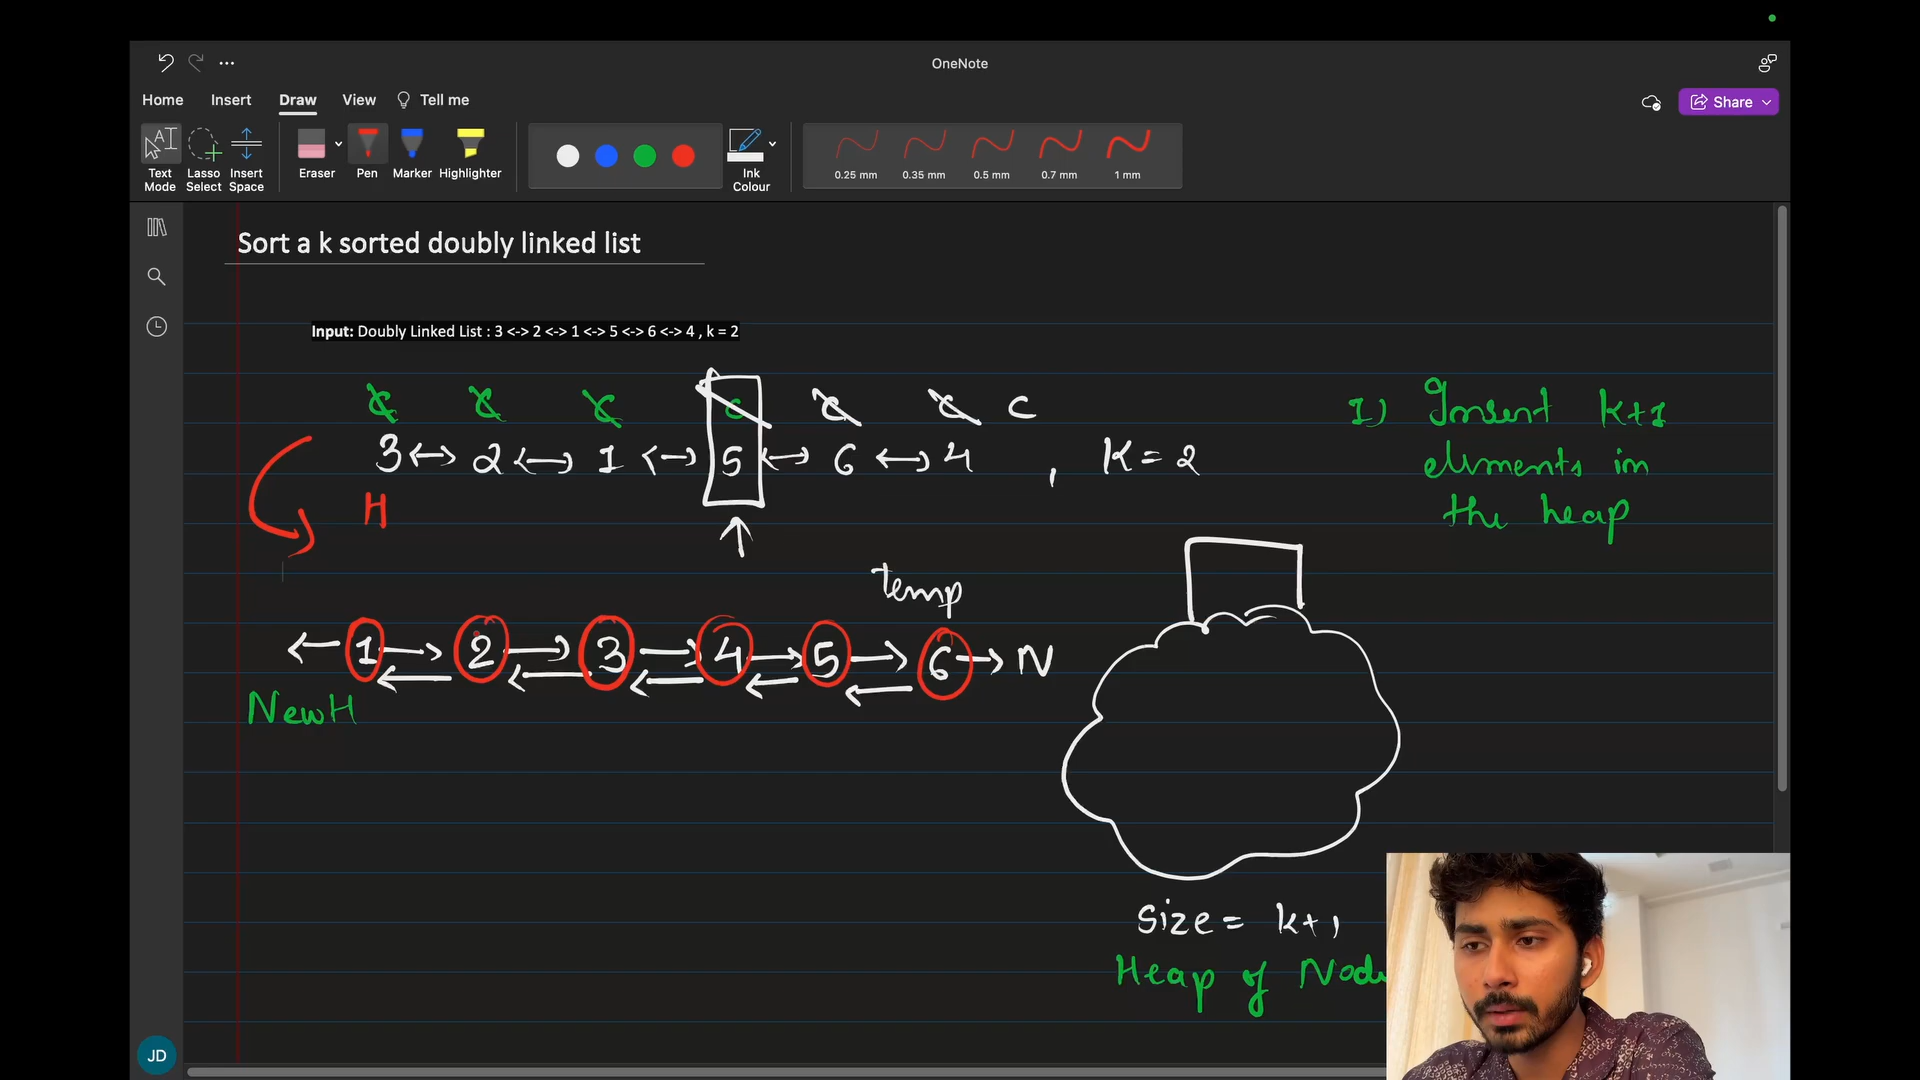 OneNote
Home Insert Draw View Tell me
Share
Text Mode
Lasso Select
Insert Space
Eraser
Pen
Marker
Highlighter
Ink Colour
0.25 mm 0.35 mm 0.5 mm 0.7 mm 1 mm
Sort a k sorted doubly linked list
Input: Doubly Linked List : 3 <-> 2 <-> 1 <-> 5 <-> 6 <-> 4 , k = 2
C C C C C C C
3 <-> 2 <-> 1 <-> 5 <-> 6 <-> 4 , K = 2
H
1) Insert k+1
elements in
the heap
temp
← 1 → 2 → 3 → 4 → 5 → 6 → N
NewH
Size = k+1
Heap of Node
JD